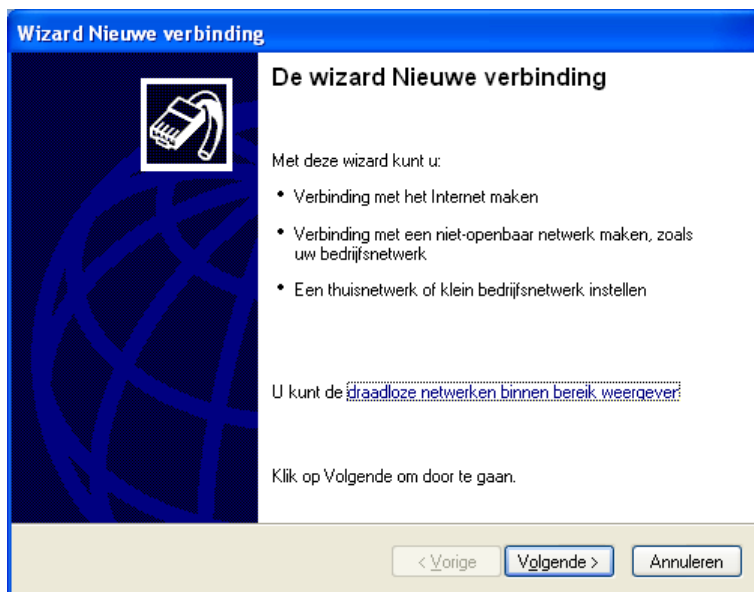 Wizard Nieuwe verbinding
De wizard Nieuwe verbinding
Met deze wizard kunt u:
• Verbinding met het Internet maken
• Verbinding met een niet-openbaar netwerk maken, zoals
uw bedrijfsnetwerk
• Een thuisnetwerk of klein bedrijfsnetwerk instellen
U kunt de draadloze netwerken binnen bereik weergever
Klik op Volgende om door te gaan.
< Vorige Volgende > Annuleren